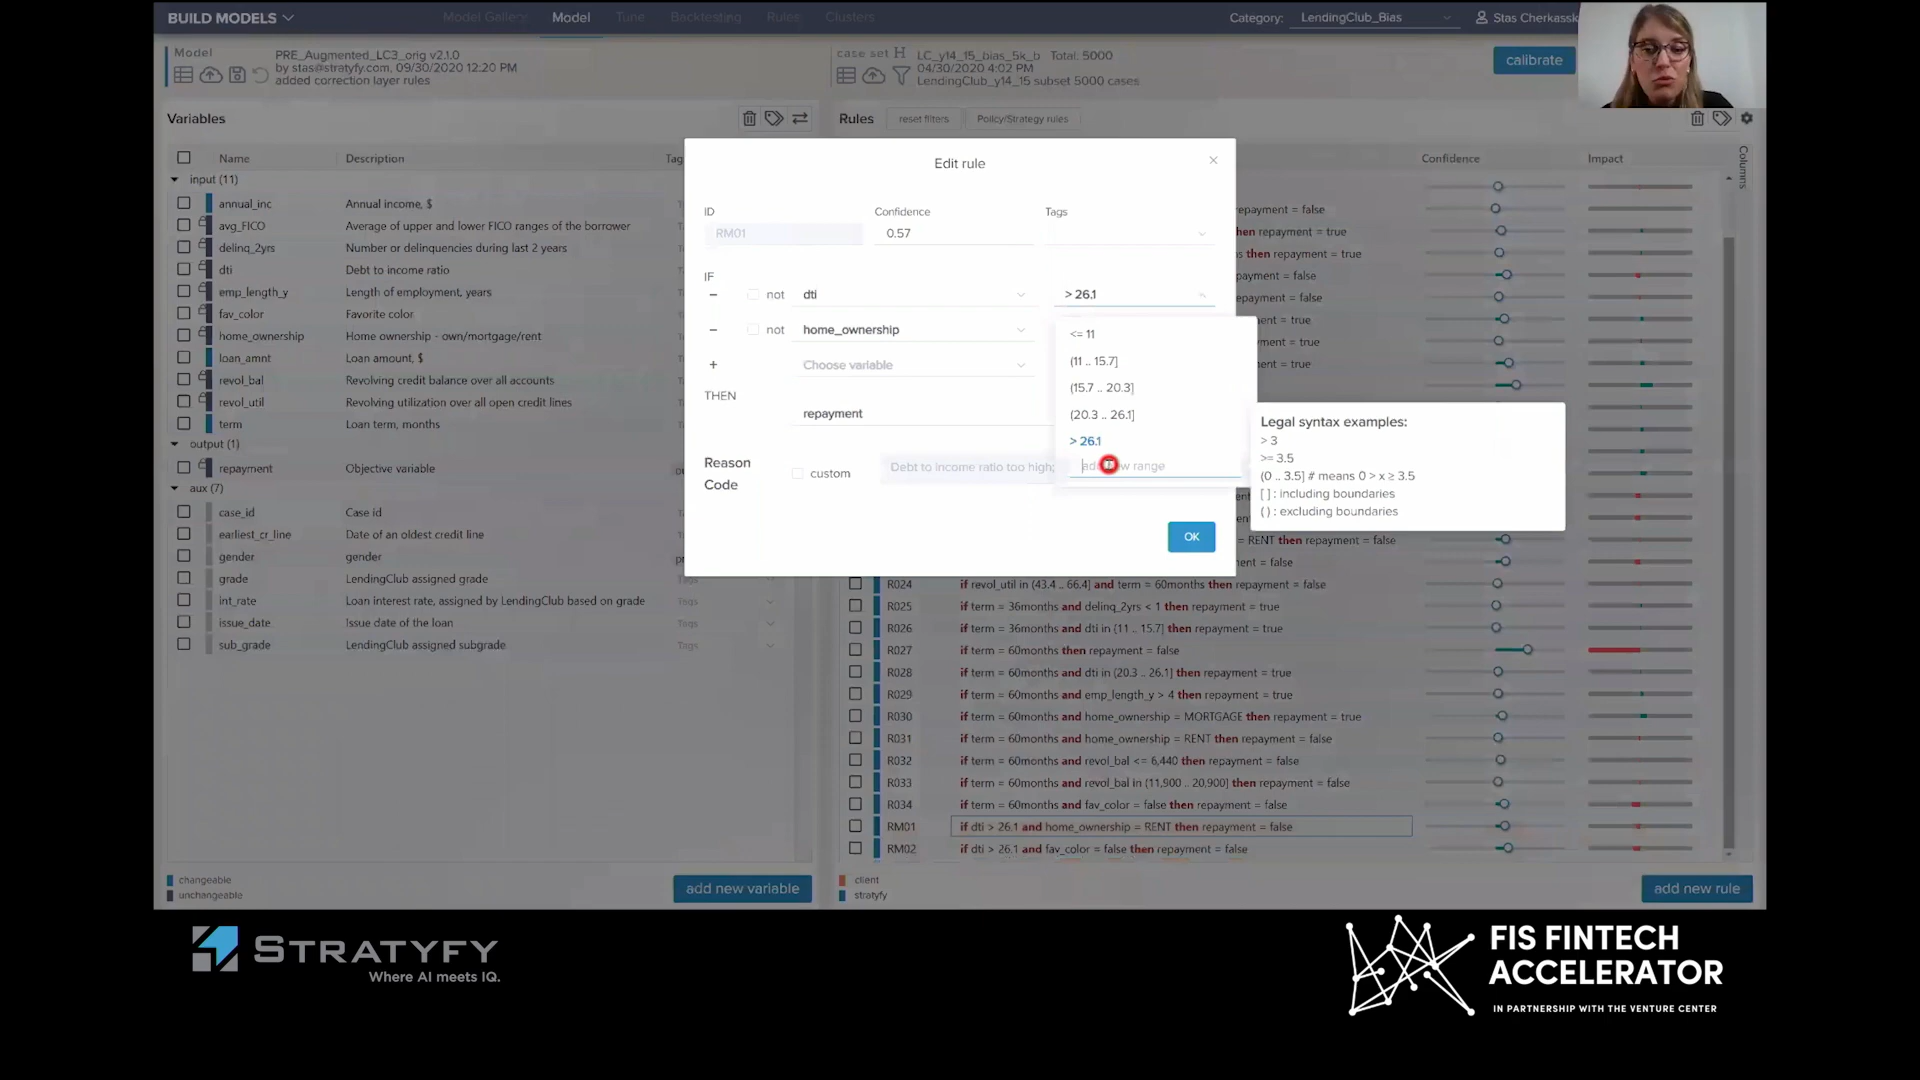 BUILD MODELS
Model Gallery
Model
Tune
Backtesting
Rules
Clusters
Category:
LendingClub_Bias
Stas Cherkassk
Model
PRE_Augmented_LC3_orig v2.1.0
by stas@stratyfy.com, 09/30/2020 12:20 PM
added correction layer rules
case set H
LC_y14_15_bias_5k_b Total: 5000
04/30/2020 4:02 PM
LendingClub_y14_15 subset 5000 cases
calibrate
Variables
Rules
reset filters
Policy/Strategy rules
Name
Description
Tag
Confidence
Impact
Columns
input (11)
annual_inc
Annual income, $
avg_FICO
Average of upper and lower FICO ranges of the borrower
delinq_2yrs
Number or delinquencies during last 2 years
dti
Debt to income ratio
emp_length_y
Length of employment, years
fav_color
Favorite color
home_ownership
Home ownership - own/mortgage/rent
loan_amnt
Loan amount, $
revol_bal
Revolving credit balance over all accounts
revol_util
Revolving utilization over all open credit lines
term
Loan term, months
output (1)
repayment
Objective variable
aux (7)
case_id
Case id
earliest_cr_line
Date of an oldest credit line
gender
gender
grade
LendingClub assigned grade
Tags
int_rate
Loan interest rate, assigned by LendingClub based on grade
Tags
issue_date
Issue date of the loan
Tags
sub_grade
LendingClub assigned subgrade
Tags
changeable
unchangeable
add new variable
Edit rule
ID
Confidence
Tags
RM01
0.57
IF
not
dti
> 26.1
not
home_ownership
Choose variable
THEN
repayment
Reason
Code
custom
Debt to income ratio too high;
<= 11
(11 .. 15.7]
(15.7 .. 20.3]
(20.3 .. 26.1]
> 26.1
OK
Legal syntax examples:
> 3
>= 3.5
(0 .. 3.5] # means 0 > x ≥ 3.5
[ ] : including boundaries
( ) : excluding boundaries
epayment = false
hen repayment = true
ns then repayment = true
payment = false
ment = true
ment = false
ment = true
= RENT then repayment = false
nt = false
R024
if revol_util in (43.4 .. 66.4] and term = 60months then repayment = false
R025
if term = 36months and delinq_2yrs < 1 then repayment = true
R026
if term = 36months and dti in (11 .. 15.7] then repayment = true
R027
if term = 60months then repayment = false
R028
if term = 60months and dti in (20.3 .. 26.1] then repayment = true
R029
if term = 60months and emp_length_y > 4 then repayment = true
R030
if term = 60months and home_ownership = MORTGAGE then repayment = true
R031
if term = 60months and home_ownership = RENT then repayment = false
R032
if term = 60months and revol_bal <= 6,440 then repayment = false
R033
if term = 60months and revol_bal in (11,900 .. 20,900] then repayment = false
R034
if term = 60months and fav_color = false then repayment = false
RM01
if dti > 26.1 and home_ownership = RENT then repayment = false
RM02
if dti > 26.1 and fav_color = false then repayment = false
client
stratyfy
add new rule
STRATYFY
Where AI meets IQ.
FIS FINTECH
ACCELERATOR
IN PARTNERSHIP WITH THE VENTURE CENTER